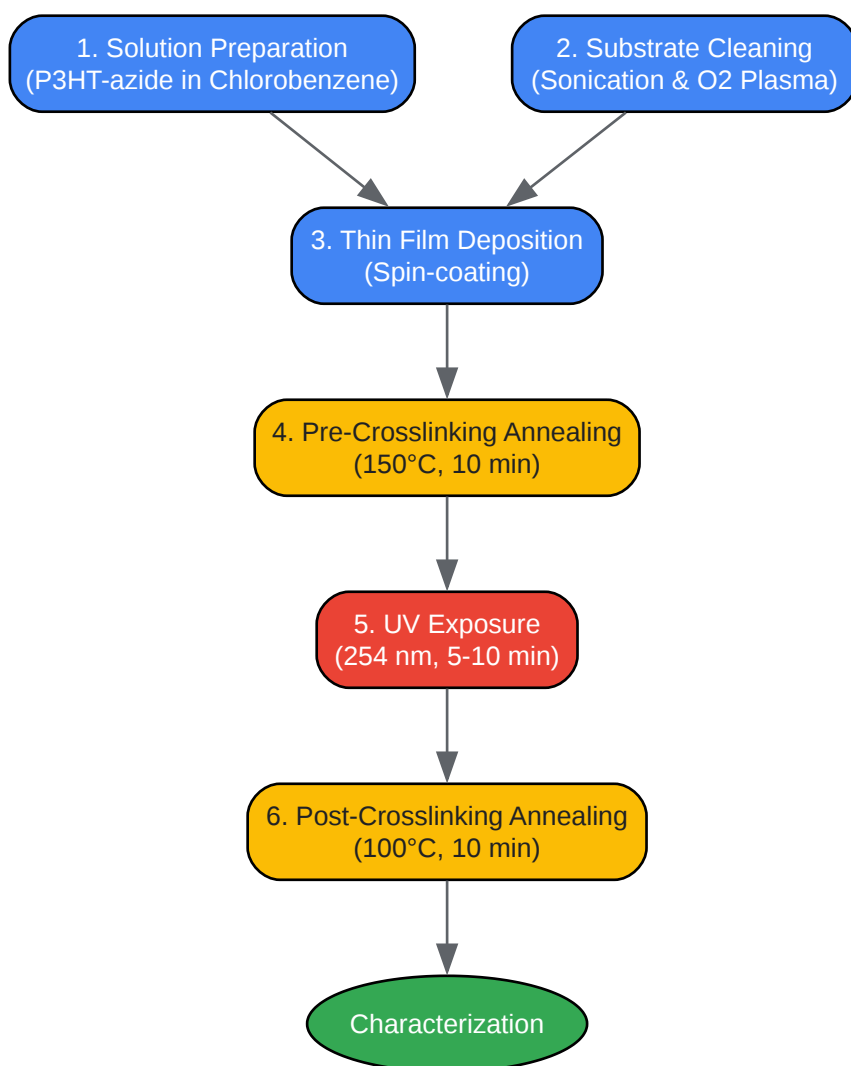 1. Solution Preparation
(P3HT-azide in Chlorobenzene)
2. Substrate Cleaning
(Sonication & O2 Plasma)
3. Thin Film Deposition
(Spin-coating)
4. Pre-Crosslinking Annealing
(150°C, 10 min)
5. UV Exposure
(254 nm, 5-10 min)
6. Post-Crosslinking Annealing
(100°C, 10 min)
Characterization